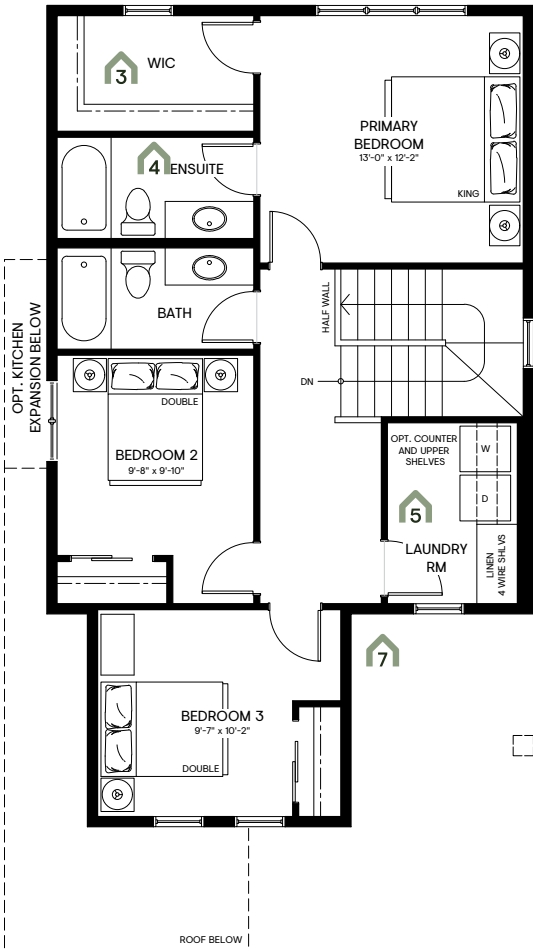 3
WIC
PRIMARY
BEDROOM
13'-0" x 12'-2"
KING
4
ENSUITE
BATH
HALF WALL
DN
OPT. KITCHEN
EXPANSION BELOW
DOUBLE
BEDROOM 2
9'-8" x 9'-10"
OPT. COUNTER
AND UPPER
SHELVES
W
D
5
LAUNDRY
RM
LINEN
4 WIRE SHLVS
7
BEDROOM 3
9'-7" x 10'-2"
DOUBLE
ROOF BELOW